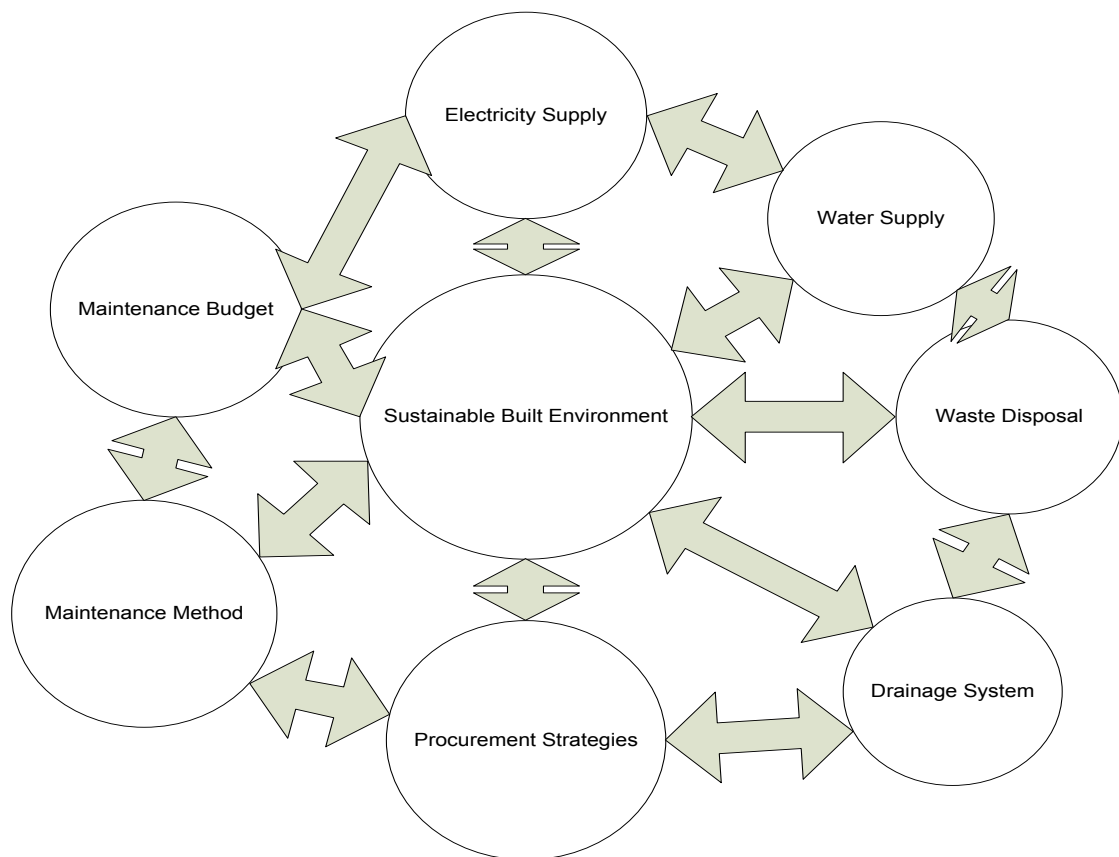 Electricity Supply
Water Supply
Maintenance Budget
Sustainable Built Environment
Waste Disposal
Maintenance Method
Drainage System
Procurement Strategies